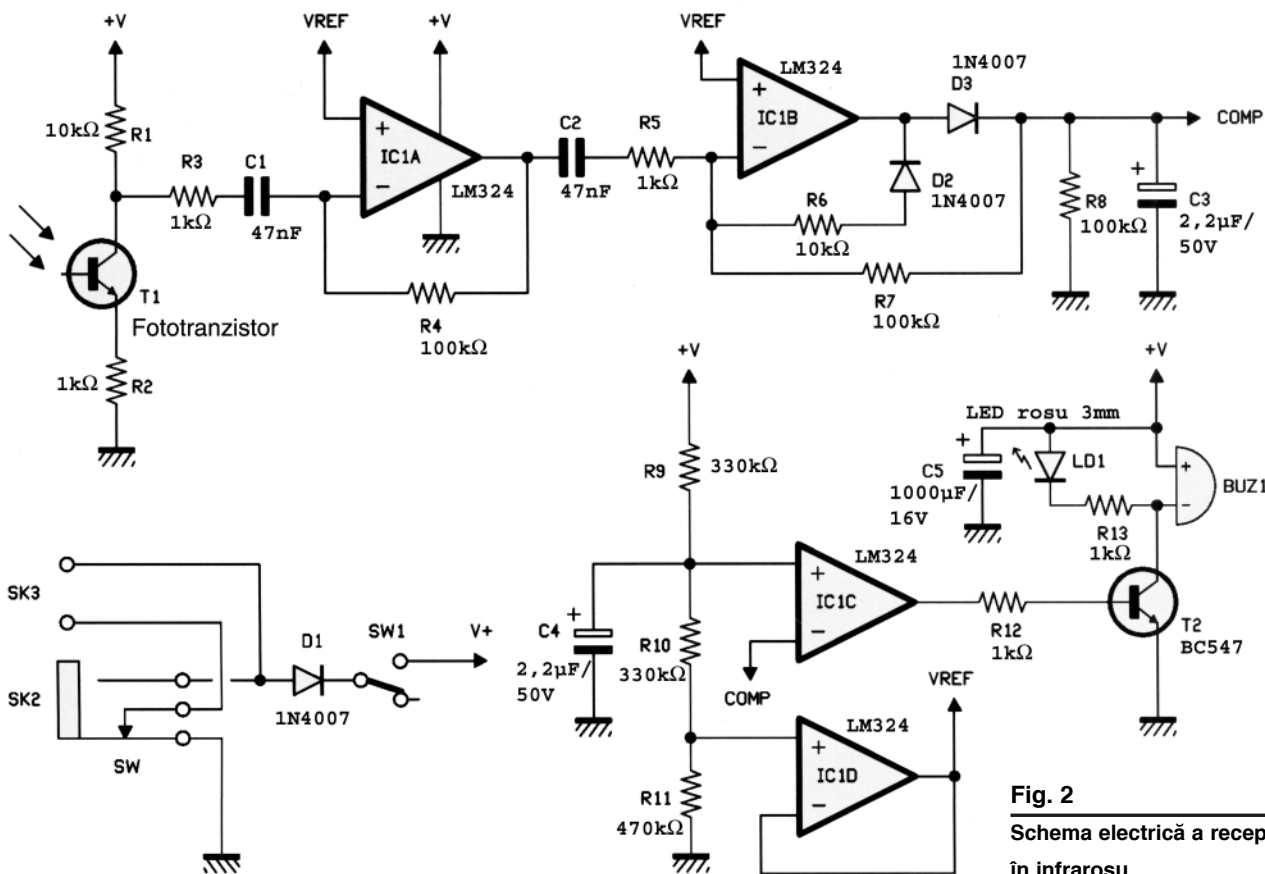 +V
10kΩ
R1
R3
1kΩ
C1
47nF
T1
Fototranzistor
1kΩ
R2
VREF
+V
+
IC1A
−
LM324
R4
100kΩ
C2
47nF
R5
1kΩ
VREF
LM324
+
IC1B
−
1N4007
D3
D2
1N4007
R6
10kΩ
R7
100kΩ
COMP
R8
100kΩ
+
C3
2,2µF/
50V
SK3
SK2
SW
D1
1N4007
SW1
V+
+V
R9
330kΩ
+
C4
2,2µF/
50V
R10
330kΩ
R11
470kΩ
LM324
+
IC1C
−
COMP
LM324
+
IC1D
−
VREF
R12
1kΩ
T2
BC547
+V
LED rosu 3mm
+
C5
1000µF/
16V
LD1
R13
1kΩ
+
−
BUZ1
Fig. 2
Schema electrică a recep
în infraroșu